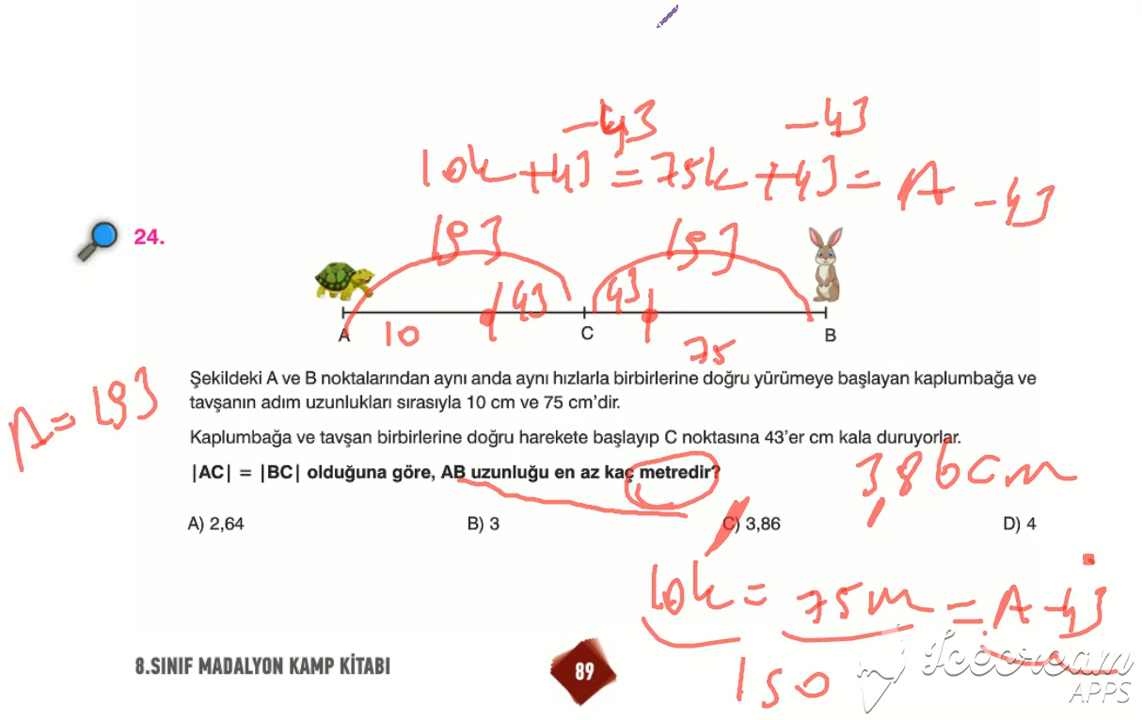 -43 -43
10k+43=75k+43=A -43
24.
193 193
43 43
A C B
10 75
A=193
Şekildeki A ve B noktalarından aynı anda aynı hızlarla birbirlerine doğru yürümeye başlayan kaplumbağa ve
tavşanın adım uzunlukları sırasıyla 10 cm ve 75 cm'dir.
Kaplumbağa ve tavşan birbirlerine doğru harekete başlayıp C noktasına 43'er cm kala duruyorlar.
|AC| = |BC| olduğuna göre, AB uzunluğu en az kaç metredir?
3,86cm
A) 2,64 B) 3 C) 3,86 D) 4
10k=75m=A-43
150
8.SINIF MADALYON KAMP KİTABI
89
Icecream
APPS